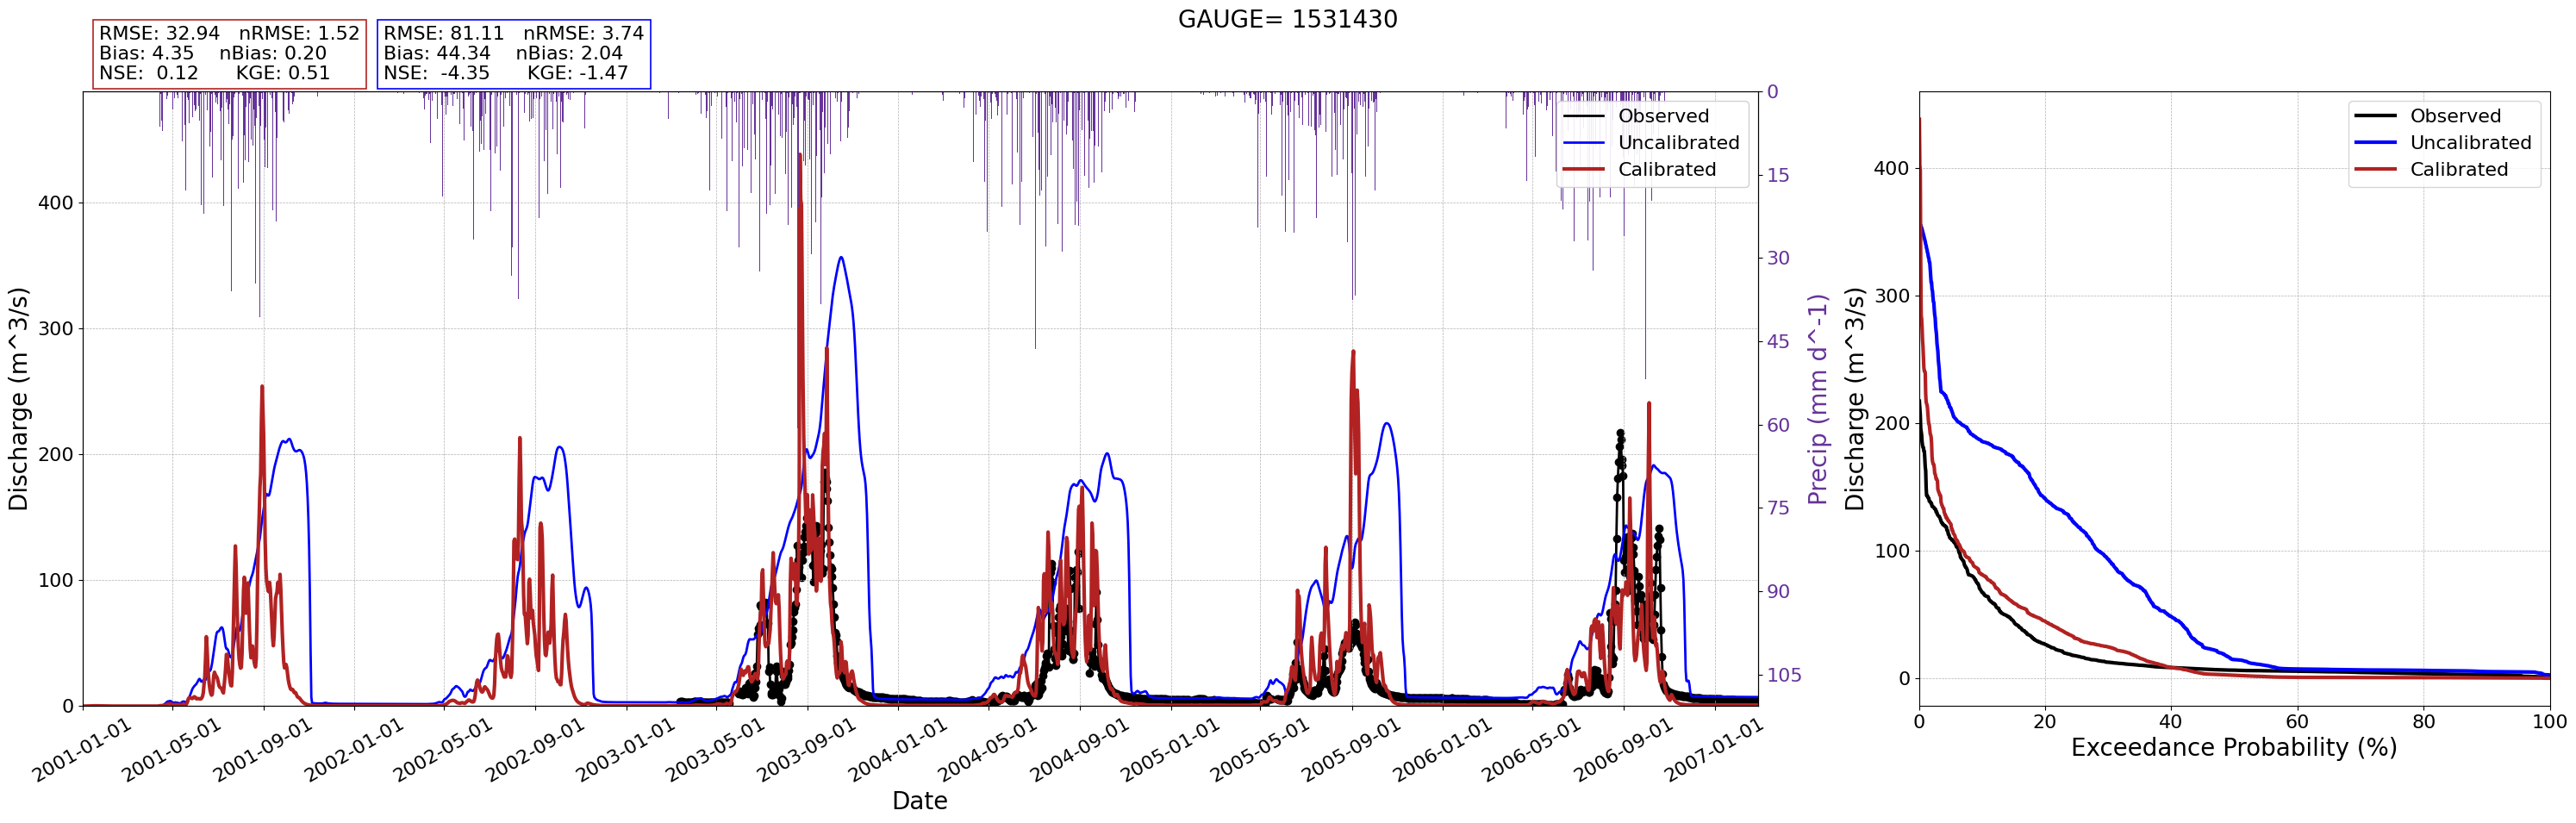 GAUGE= 1531430
RMSE: 32.94 nRMSE: 1.52
Bias: 4.35 nBias: 0.20
NSE: 0.12 KGE: 0.51
RMSE: 81.11 nRMSE: 3.74
Bias: 44.34 nBias: 2.04
NSE: -4.35 KGE: -1.47
Discharge (m^3/s)
400
300
200
100
0
Observed
Uncalibrated
Calibrated
0
15
30
45
60
75
90
105
Precip (mm d^-1)
2001-01-01
2001-05-01
2001-09-01
2002-01-01
2002-05-01
2002-09-01
2003-01-01
2003-05-01
2003-09-01
2004-01-01
2004-05-01
2004-09-01
2005-01-01
2005-05-01
2005-09-01
2006-01-01
2006-05-01
2006-09-01
2007-01-01
Date
Discharge (m^3/s)
400
300
200
100
0
Observed
Uncalibrated
Calibrated
0
20
40
60
80
100
Exceedance Probability (%)